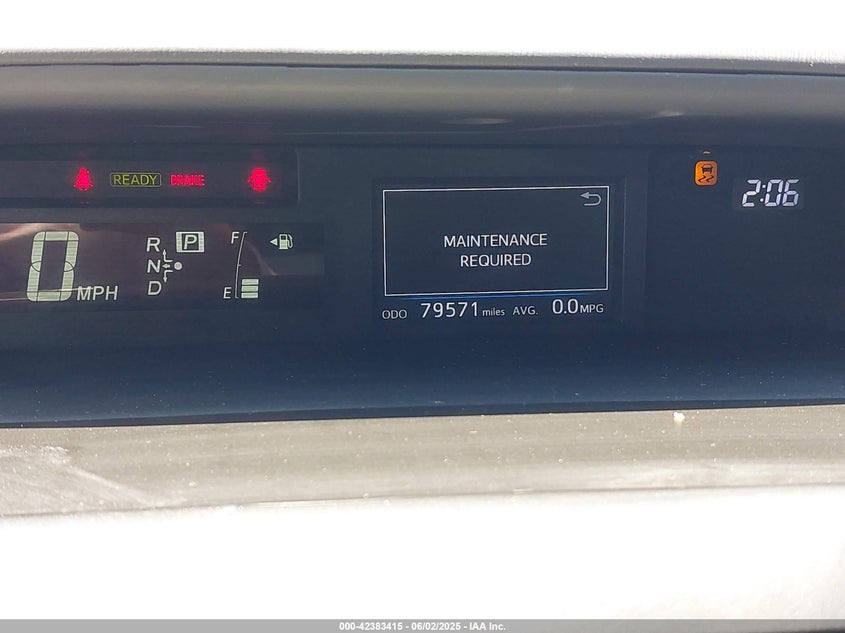 READY BRAKE
2:06
0 MPH
R P
N
D
F
E
MAINTENANCE
REQUIRED
ODO 79571 miles AVG. 0.0 MPG
000-42383415 - 06/02/2025 - IAA Inc.